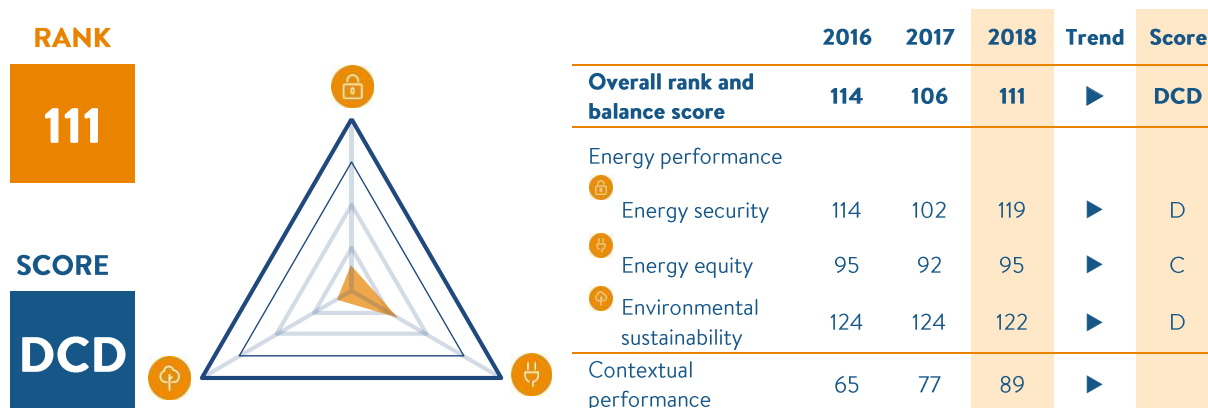 RANK
111
SCORE
DCD
2016 2017 2018 Trend Score
Overall rank and
balance score 114 106 111 DCD
Energy performance
Energy security 114 102 119 D
Energy equity 95 92 95 C
Environmental
sustainability 124 124 122 D
Contextual
performance 65 77 89